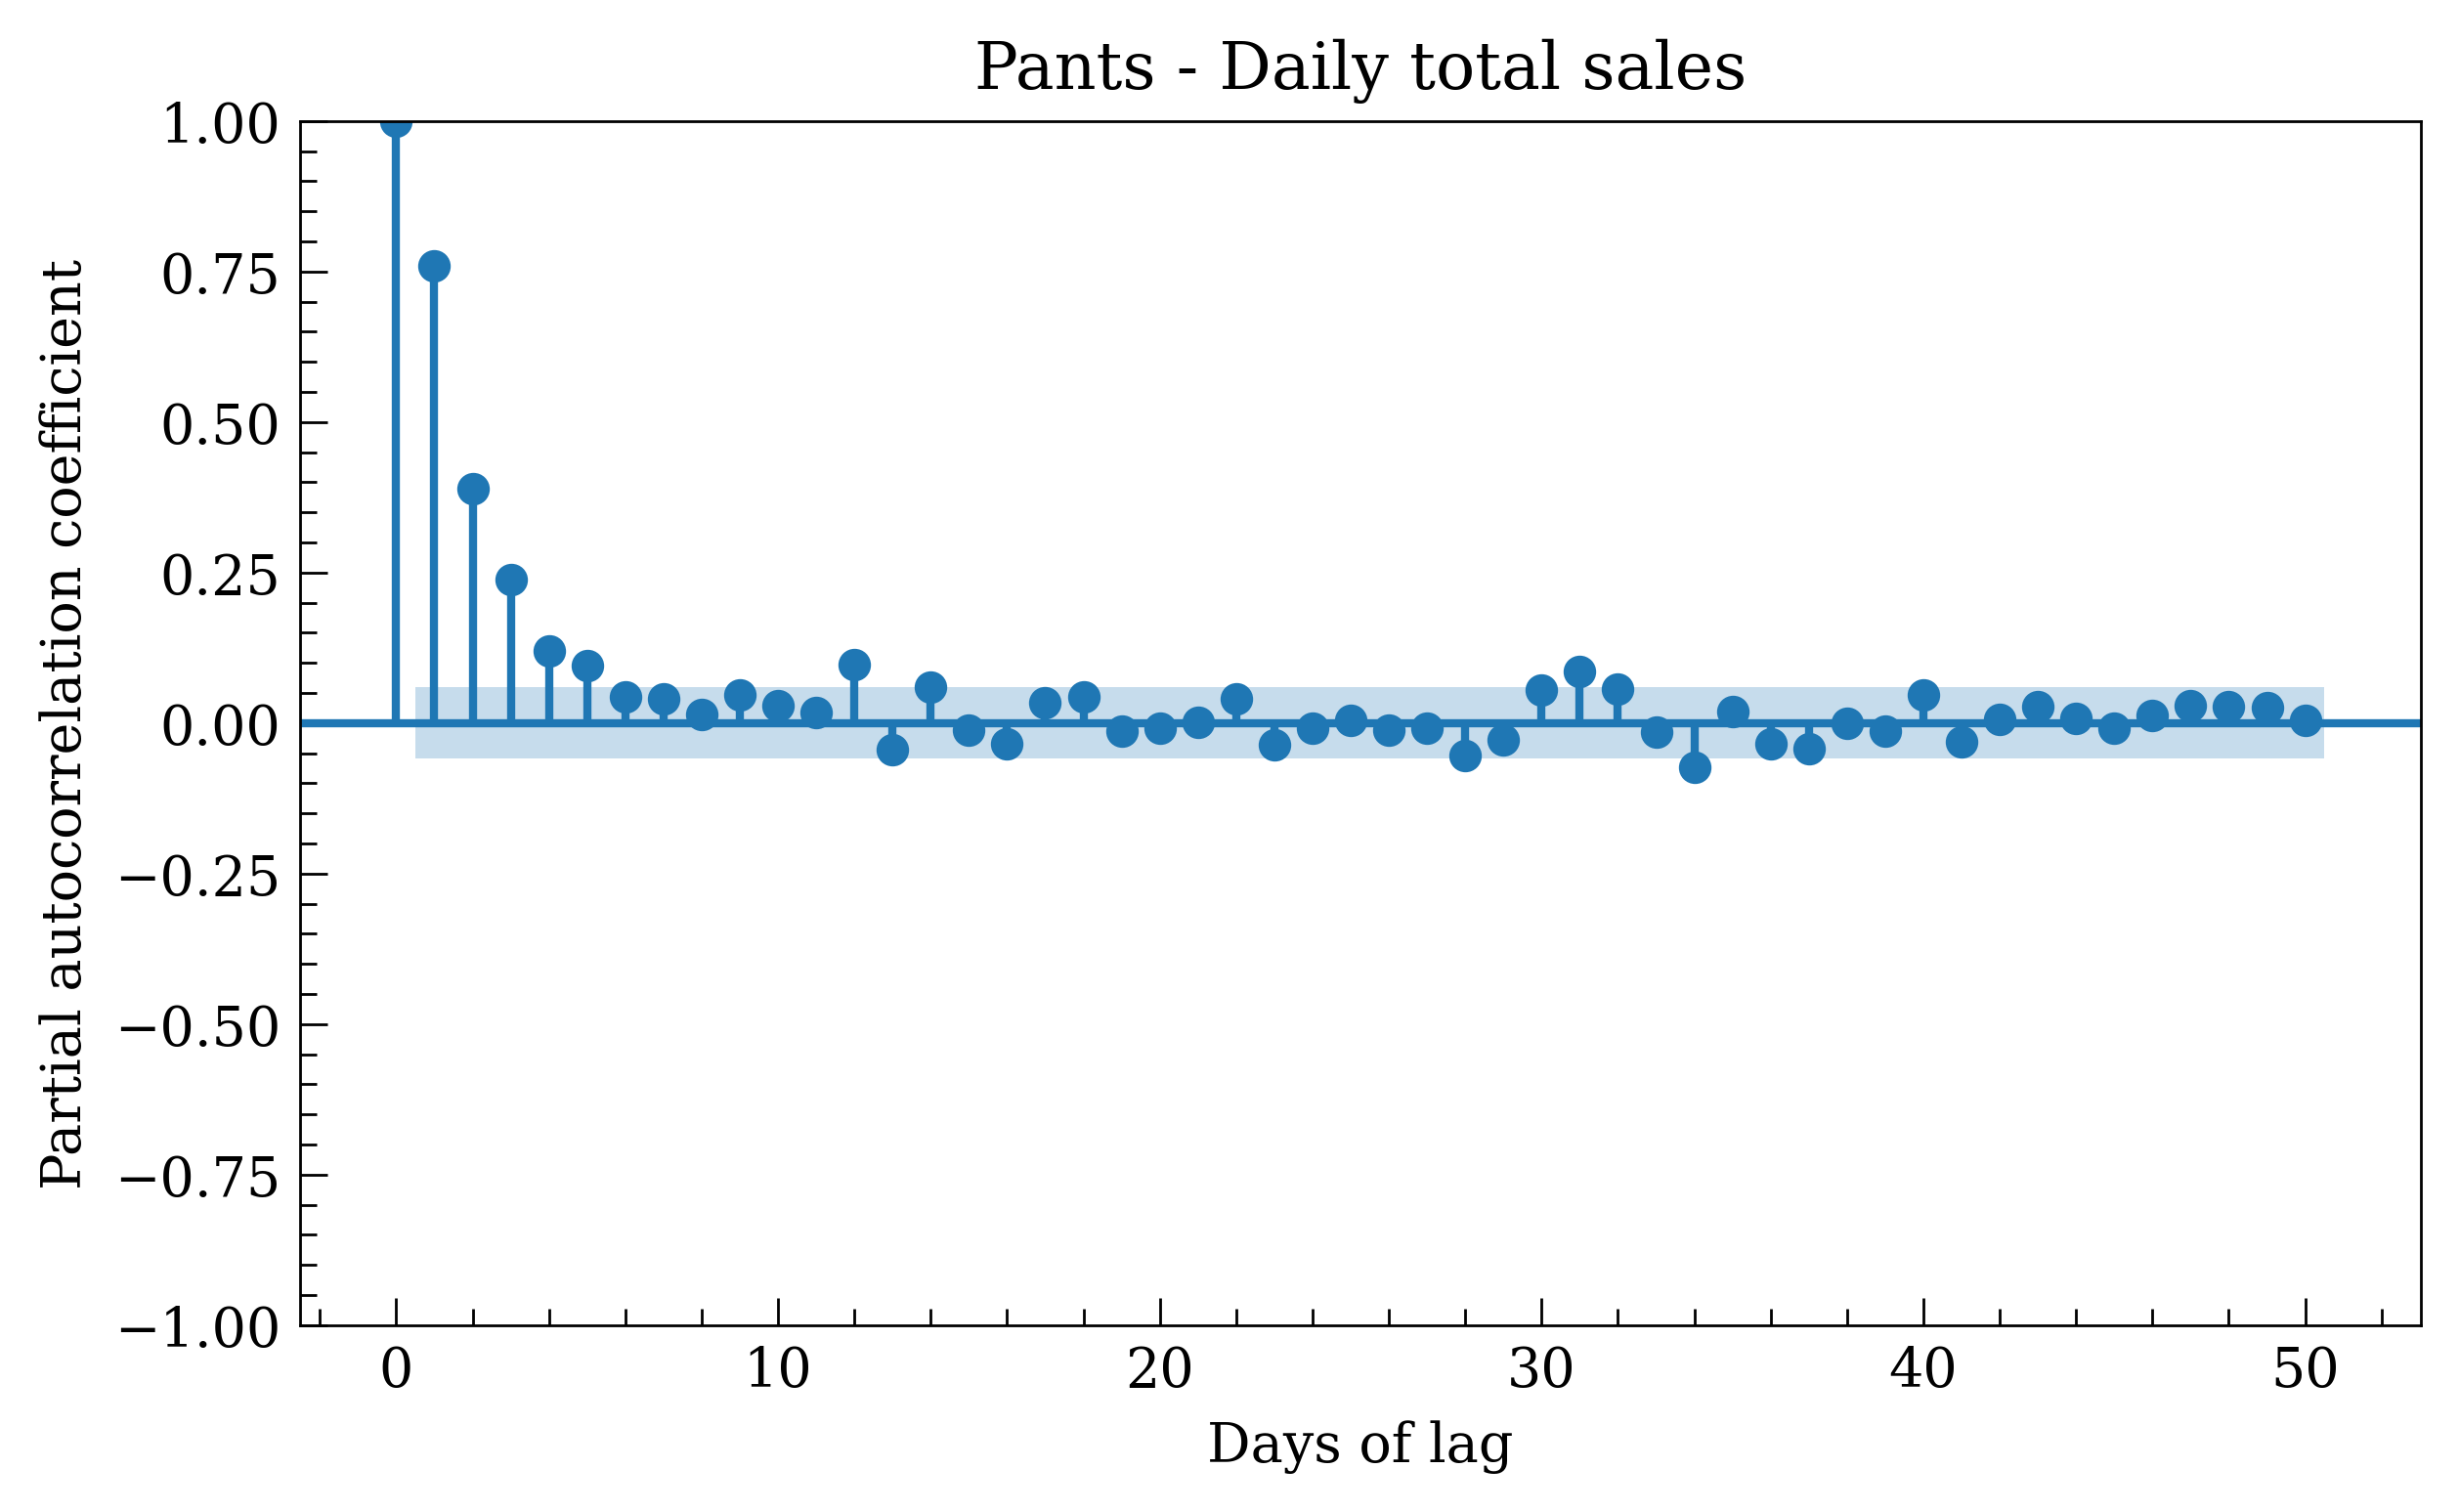 Pants - Daily total sales
Partial autocorrelation coefficient
1.00
0.75
0.50
0.25
0.00
−0.25
−0.50
−0.75
−1.00
0 10 20 30 40 50
Days of lag